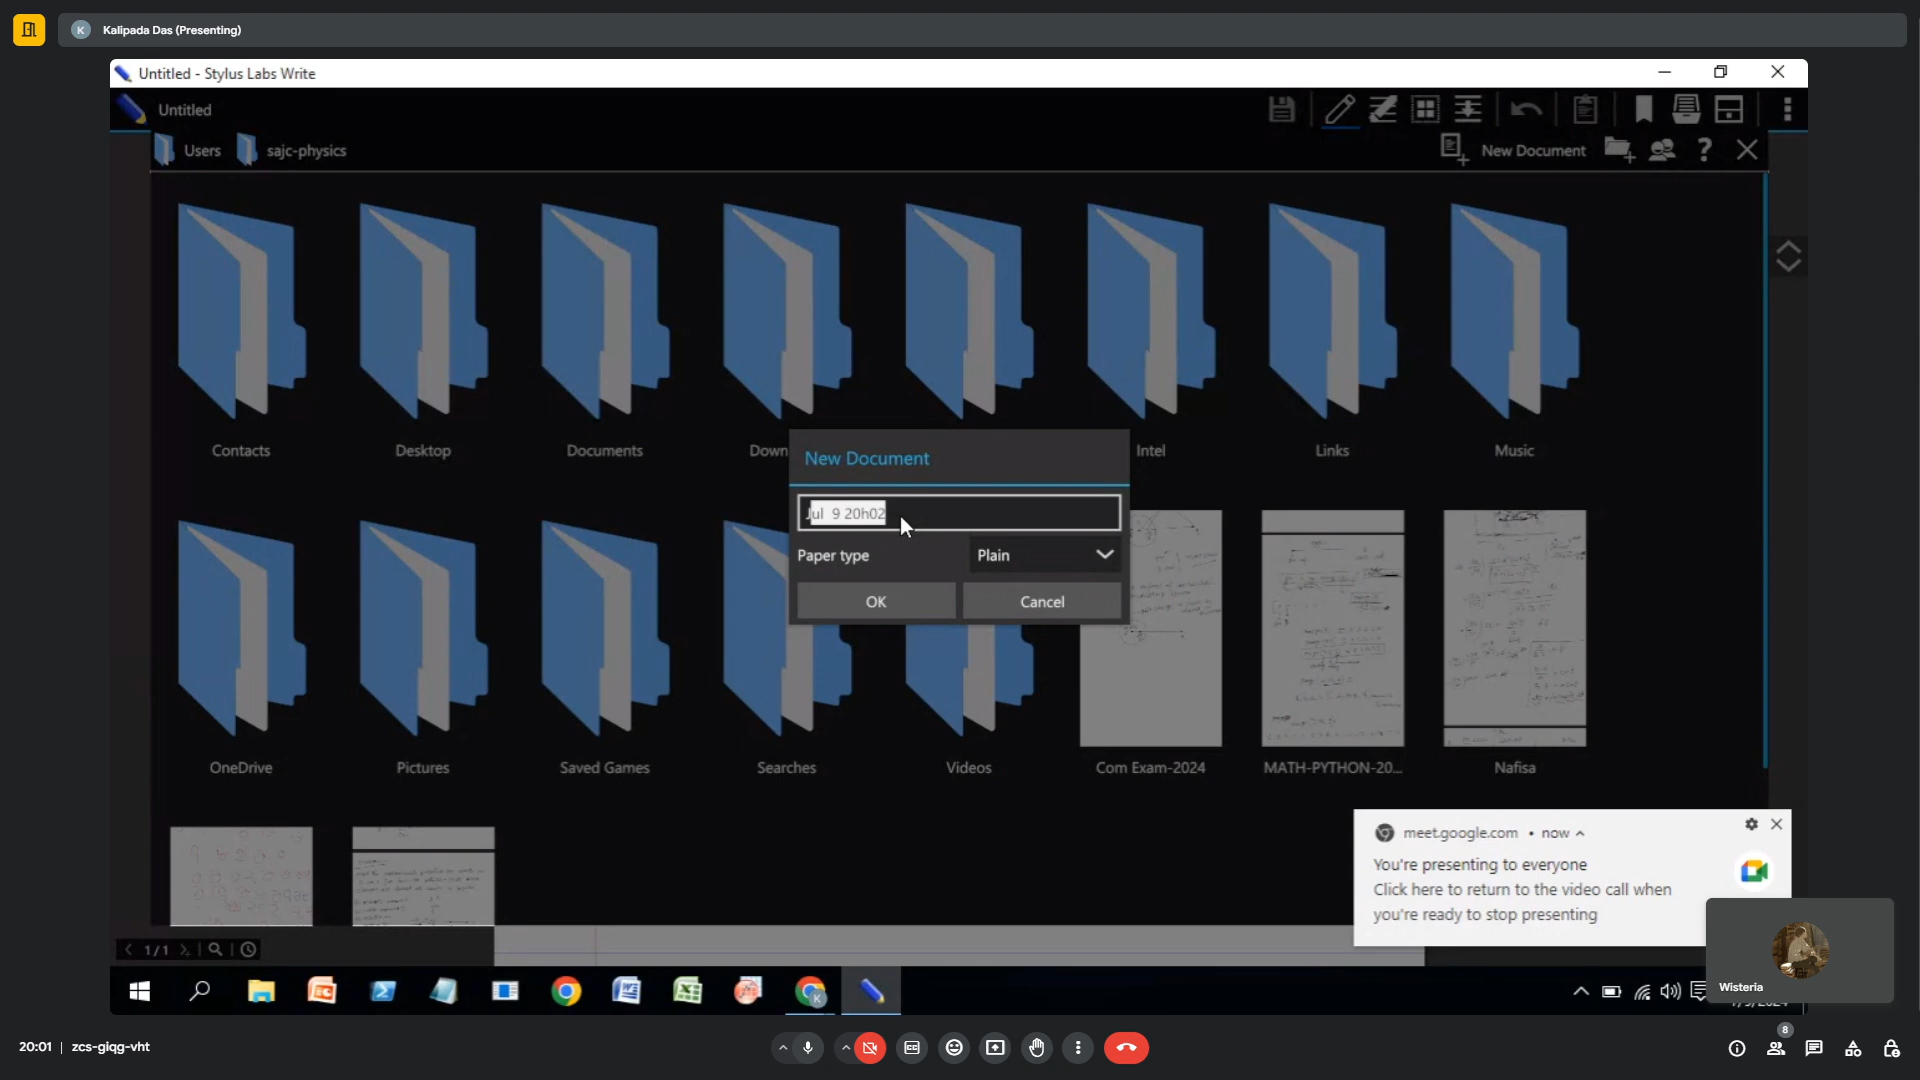 K Kalipada Das (Presenting)
Untitled - Stylus Labs Write
Untitled
Users sajc-physics
New Document
Contacts Desktop Documents Down Intel Links Music
New Document
Jul 9 20h02
Paper type Plain
OK Cancel
OneDrive Pictures Saved Games Searches Videos Com Exam-2024 MATH-PYTHON-20... Nafisa
meet.google.com • now
You're presenting to everyone
Click here to return to the video call when
you're ready to stop presenting
1/1
Wisteria
20:01 | zcs-giqg-vht
8